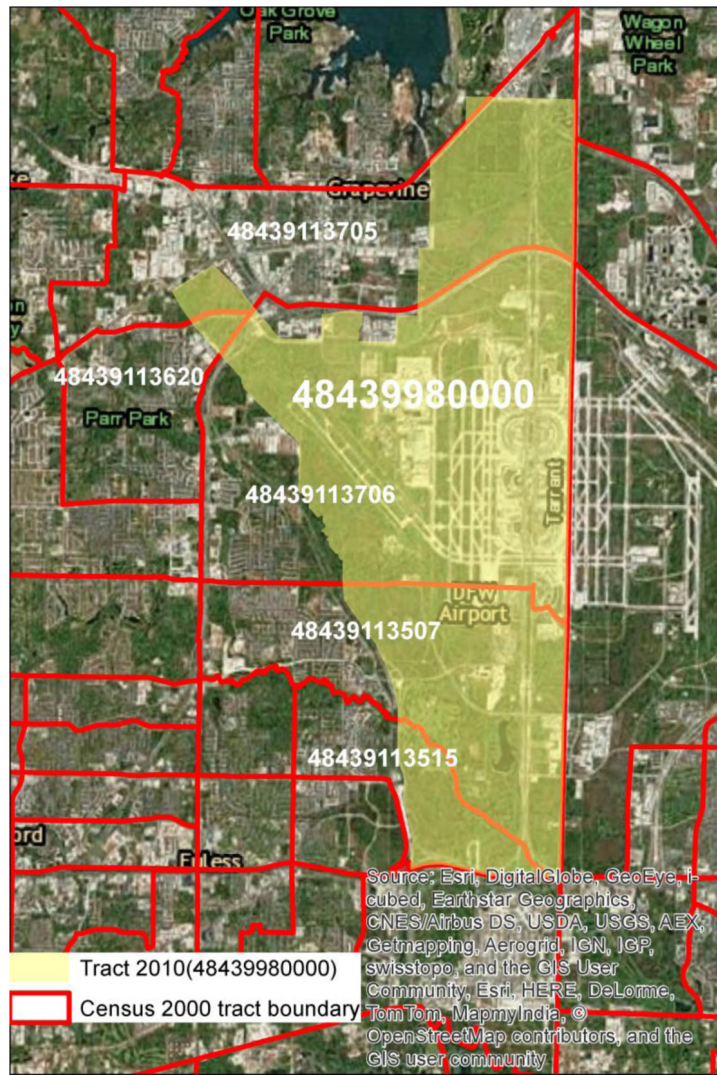 Oak Grove
Park
Wagon
Wheel
Park
Grapevine
48439113705
48439113620
Parr Park
48439980000
48439113706
Tarrant
DFW
Airport
48439113507
48439113515
Euless
Source: Esri, DigitalGlobe, GeoEye, i-
cubed, Earthstar Geographics,
CNES/Airbus DS, USDA, USGS, AEX,
Getmapping, Aerogrid, IGN, IGP,
swisstopo, and the GIS User
Community, Esri, HERE, DeLorme,
TomTom, MapmyIndia, ©
OpenStreetMap contributors, and the
GIS user community
Tract 2010(48439980000)
Census 2000 tract boundary